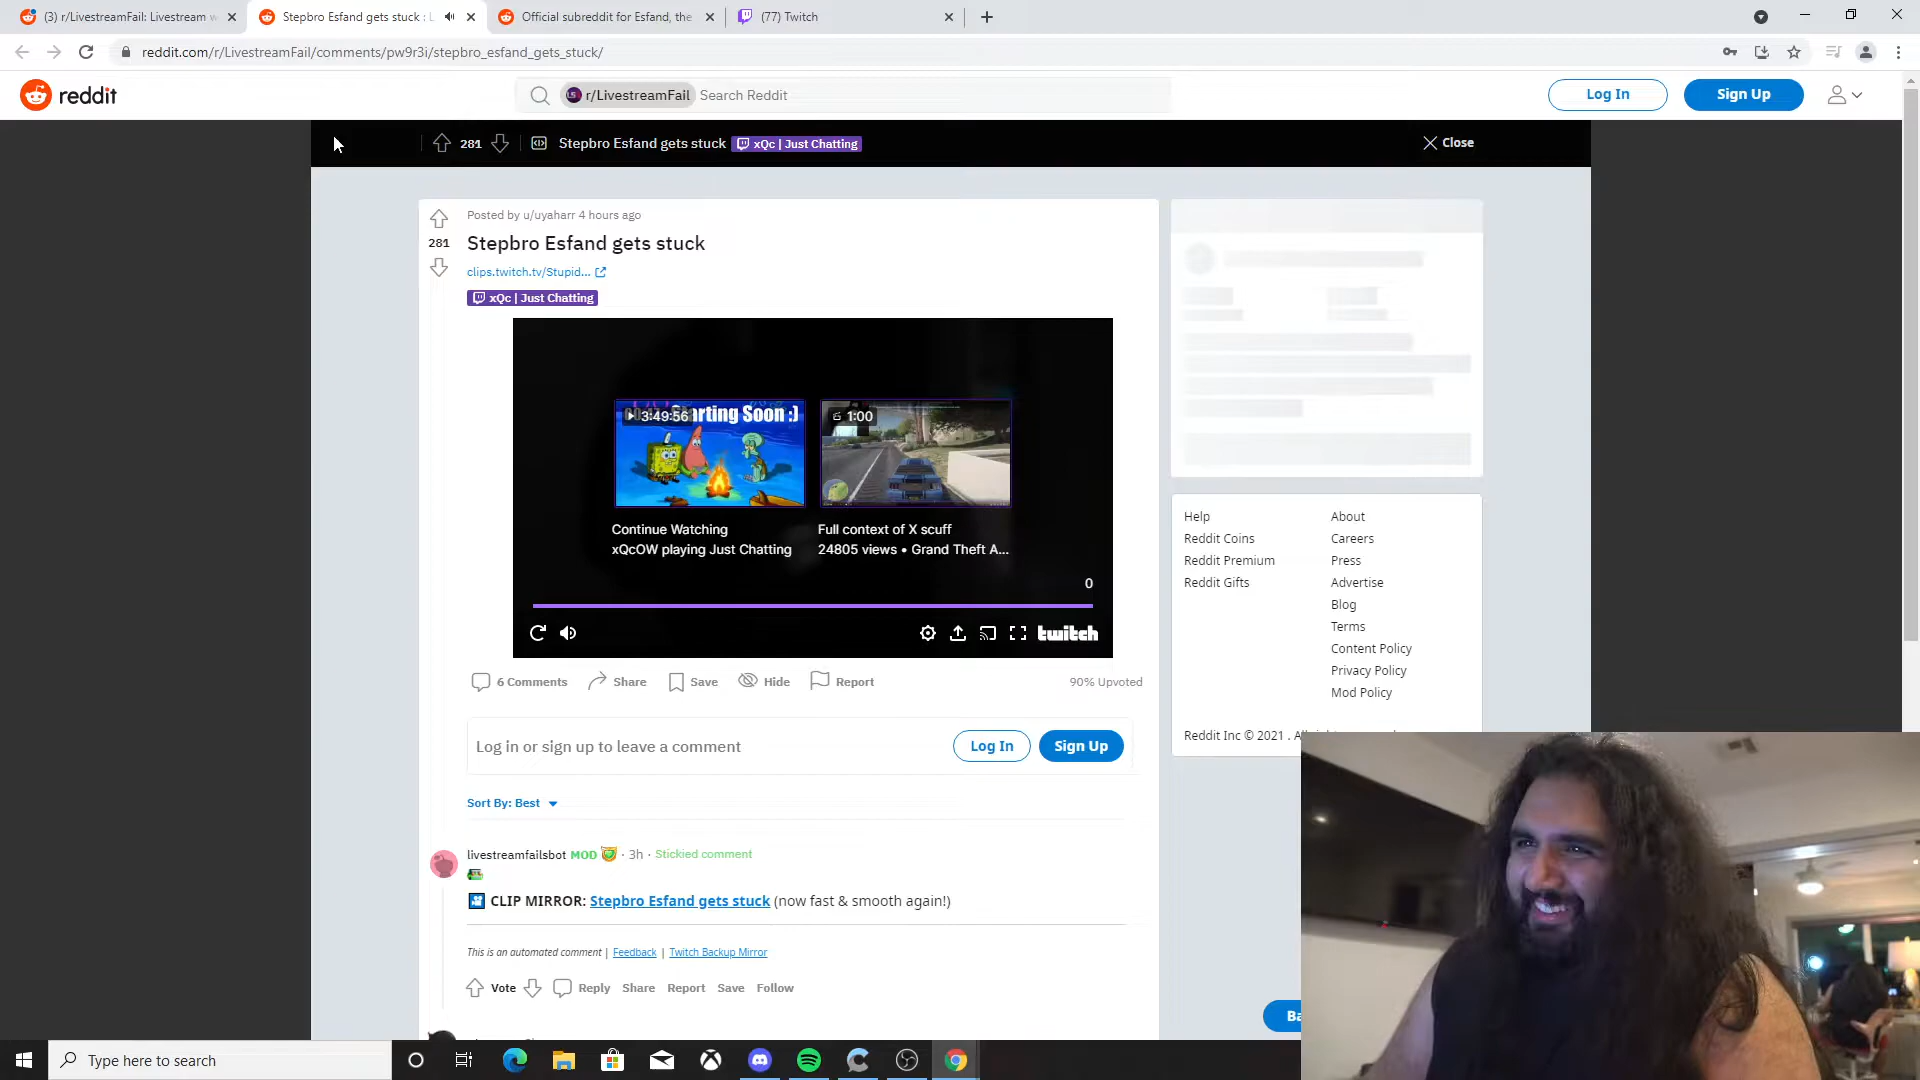 (3) r/LivestreamFail: Livestream w
Stepbro Esfand gets stuck : L
Official subreddit for Esfand, the
(77) Twitch
reddit.com/r/LivestreamFail/comments/pw9r3i/stepbro_esfand_gets_stuck/
reddit
r/LivestreamFail Search Reddit
Log In
Sign Up
281
Stepbro Esfand gets stuck
xQc | Just Chatting
Close
Posted by u/uyaharr 4 hours ago
281
Stepbro Esfand gets stuck
clips.twitch.tv/Stupid...
xQc | Just Chatting
3:49:56
arting Soon :)
1:00
Continue Watching
xQcOW playing Just Chatting
Full context of X scuff
24805 views • Grand Theft A...
0
twitch
6 Comments
Share
Save
Hide
Report
90% Upvoted
Log in or sign up to leave a comment
Log In
Sign Up
Sort By: Best
livestreamfailsbot MOD · 3h · Stickied comment
CLIP MIRROR: Stepbro Esfand gets stuck (now fast & smooth again!)
This is an automated comment | Feedback | Twitch Backup Mirror
Vote
Reply
Share
Report
Save
Follow
Help
Reddit Coins
Reddit Premium
Reddit Gifts
About
Careers
Press
Advertise
Blog
Terms
Content Policy
Privacy Policy
Mod Policy
Reddit Inc © 2021 .
Ba
Type here to search